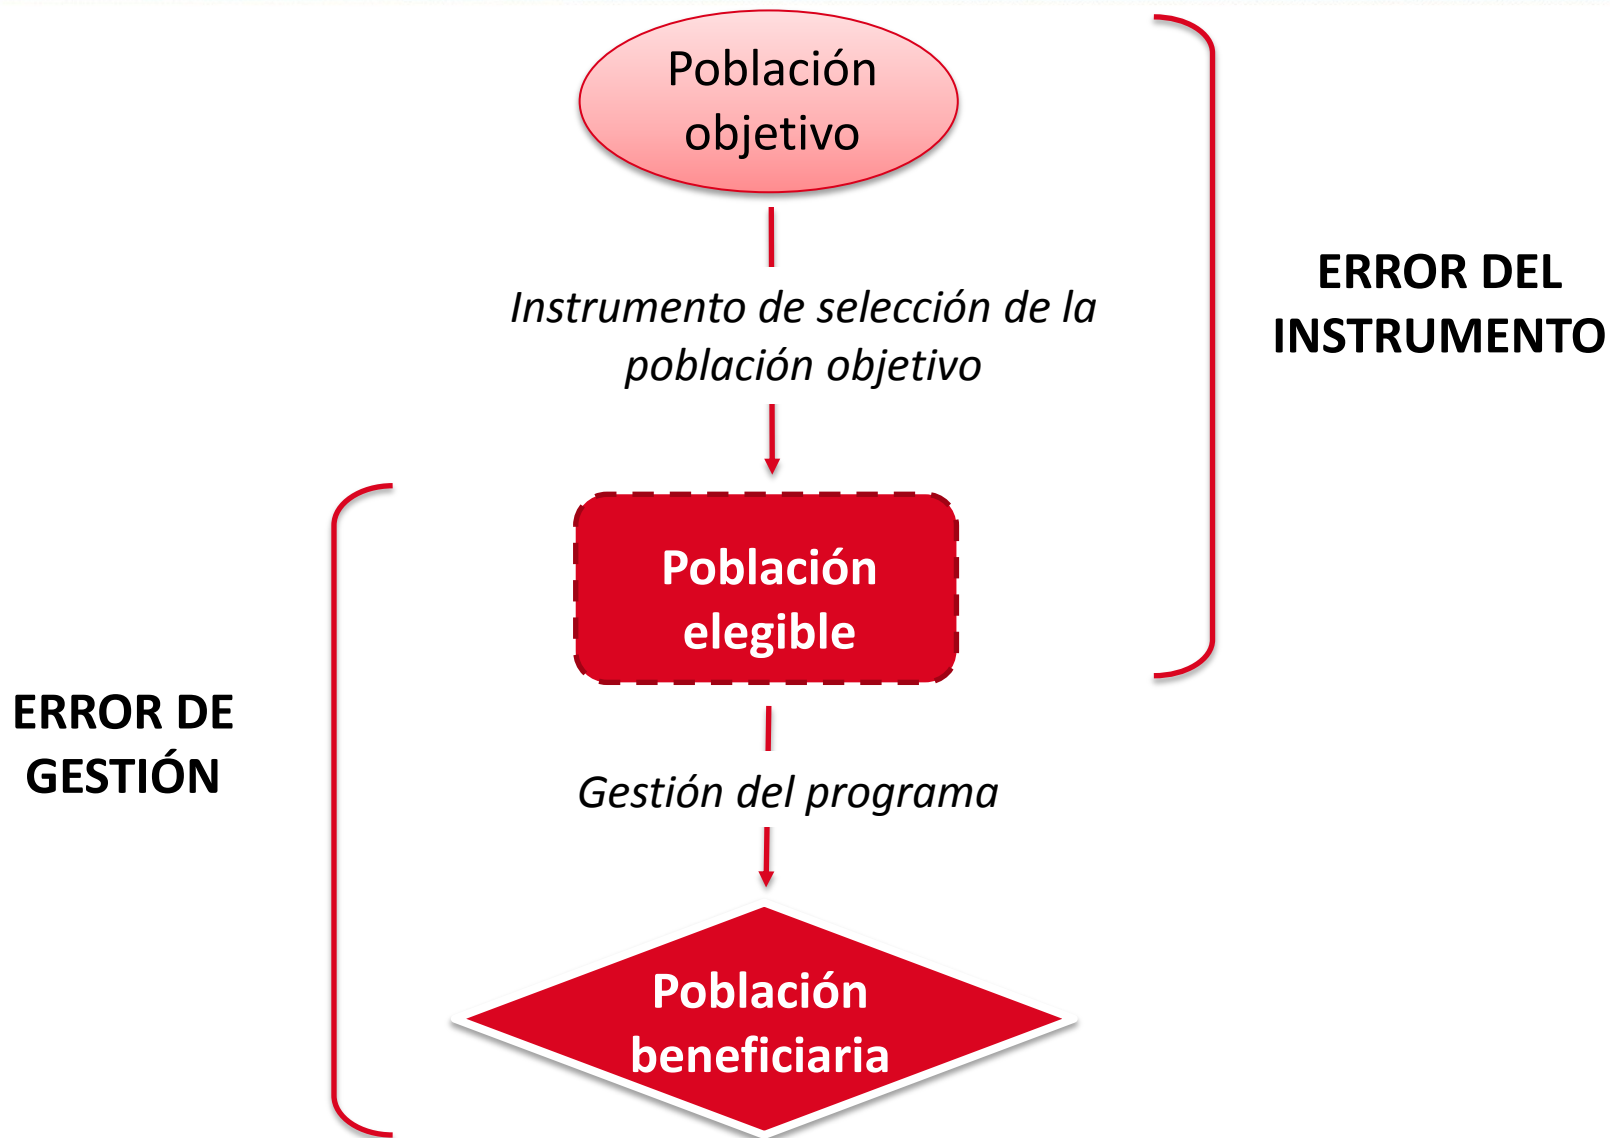 Población
objetivo
Instrumento de selección de la
población objetivo
ERROR DEL
INSTRUMENTO
Población
elegible
ERROR DE
GESTIÓN
Gestión del programa
Población
beneficiaria